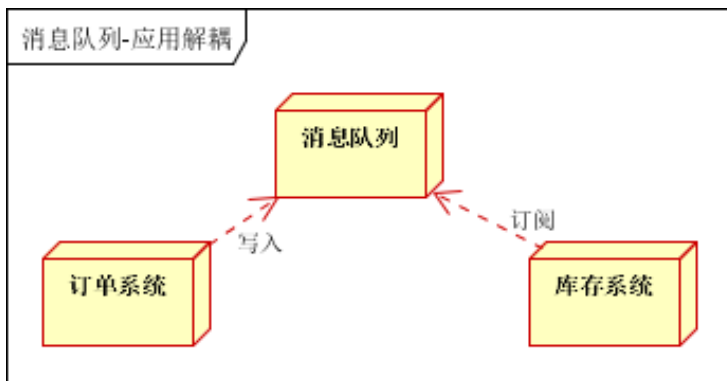 消息队列-应用解耦
消息队列
写入
订阅
订单系统
库存系统